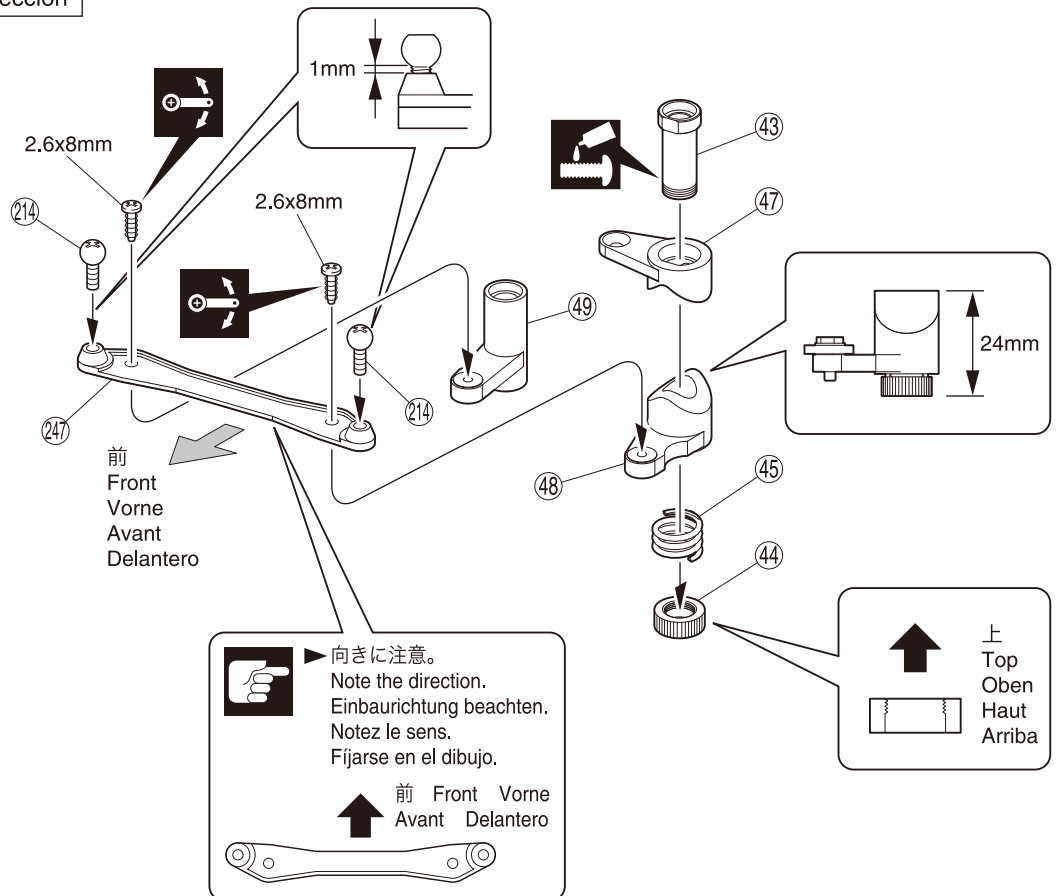 1mm
2.6x8mm
2.6x8mm
214
214
247
43
47
49
48
45
44
24mm
前
Front
Vorne
Avant
Delantero
向きに注意。
Note the direction.
Einbaurichtung beachten.
Notez le sens.
Fíjarse en el dibujo.
前 Front Vorne
Avant Delantero
上
Top
Oben
Haut
Arriba